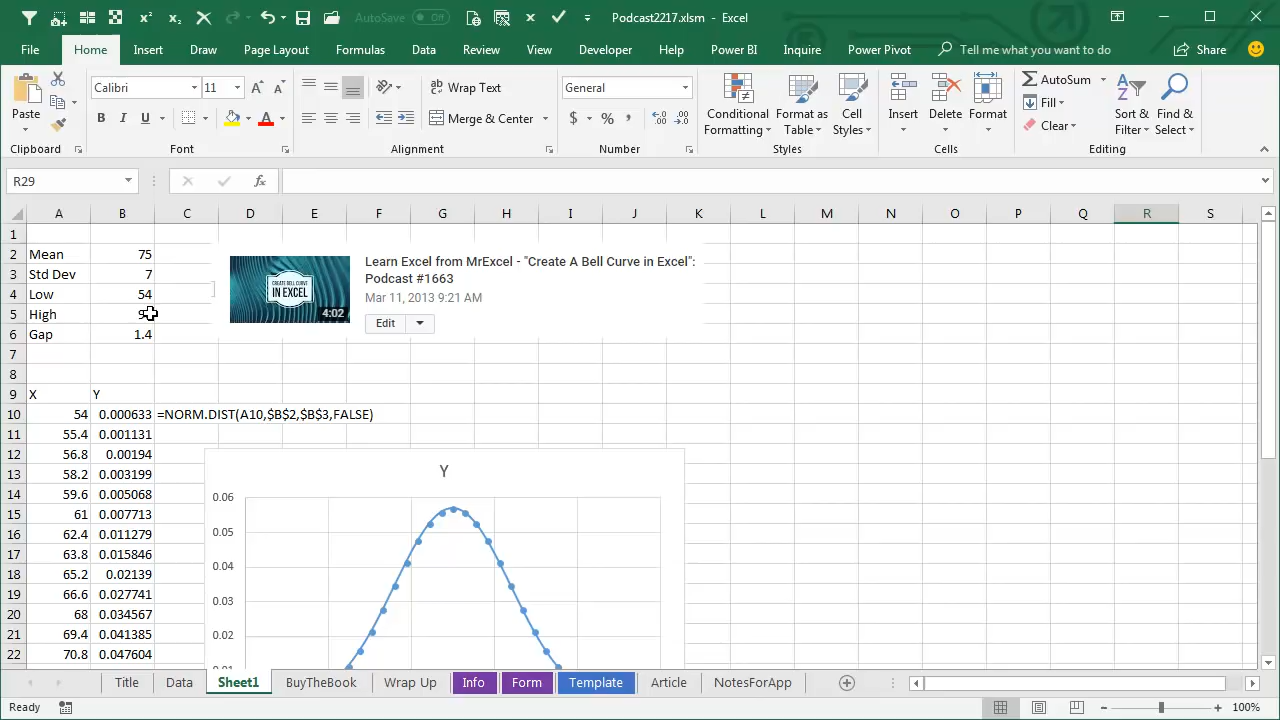 AutoSave Off
Podcast2217.xlsm - Excel
File Home Insert Draw Page Layout Formulas Data Review View Developer Help Power BI Inquire Power Pivot Tell me what you want to do Share
Paste
Clipboard
Calibri 11
B I U A
Font
Wrap Text
Merge & Center
Alignment
General
$ % ,
Number
Conditional Formatting
Format as Table
Cell Styles
Styles
Insert
Delete
Format
Cells
AutoSum
Fill
Clear
Sort & Filter
Find & Select
Editing
R29 fx
A B C D E F G H I J K L M N O P Q R S
1
2 Mean 75
3 Std Dev 7
4 Low 54
5 High
6 Gap 1.4
7
8
9 X Y
10 54 0.000633 =NORM.DIST(A10,$B$2,$B$3,FALSE)
11 55.4 0.001131
12 56.8 0.00194
13 58.2 0.003199
14 59.6 0.005068
15 61 0.007713
16 62.4 0.011279
17 63.8 0.015846
18 65.2 0.02139
19 66.6 0.027741
20 68 0.034567
21 69.4 0.041385
22 70.8 0.047604
CREATE BELL CURVE
IN EXCEL
4:02
Learn Excel from MrExcel - "Create A Bell Curve in Excel":
Podcast #1663
Mar 11, 2013 9:21 AM
Edit
Y
0.06
0.05
0.04
0.03
0.02
Title Data Sheet1 BuyTheBook Wrap Up Info Form Template Article NotesForApp
Ready
100%